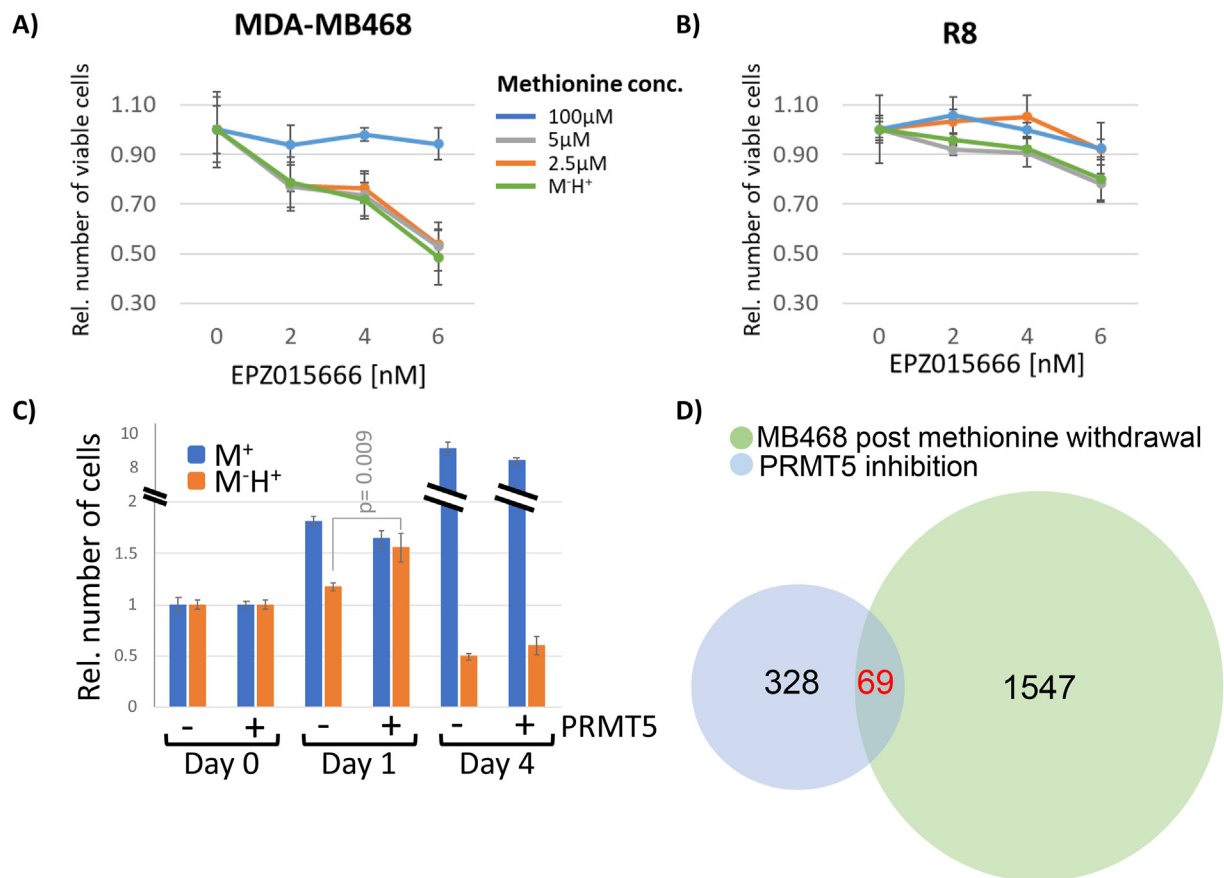 A)
MDA-MB468
Rel. number of viable cells
1.10
0.90
0.70
0.50
0.30
0 2 4 6
EPZ015666 [nM]
Methionine conc.
100µM
5µM
2.5µM
M⁻H⁺
B)
R8
Rel. number of viable cells
1.10
0.90
0.70
0.50
0.30
0 2 4 6
EPZ015666 [nM]
C)
Rel. number of cells
10
8
2
1.5
1
0.5
0
M⁺
M⁻H⁺
p= 0.009
- + - + - + PRMT5
Day 0 Day 1 Day 4
D)
MB468 post methionine withdrawal
PRMT5 inhibition
328 69 1547